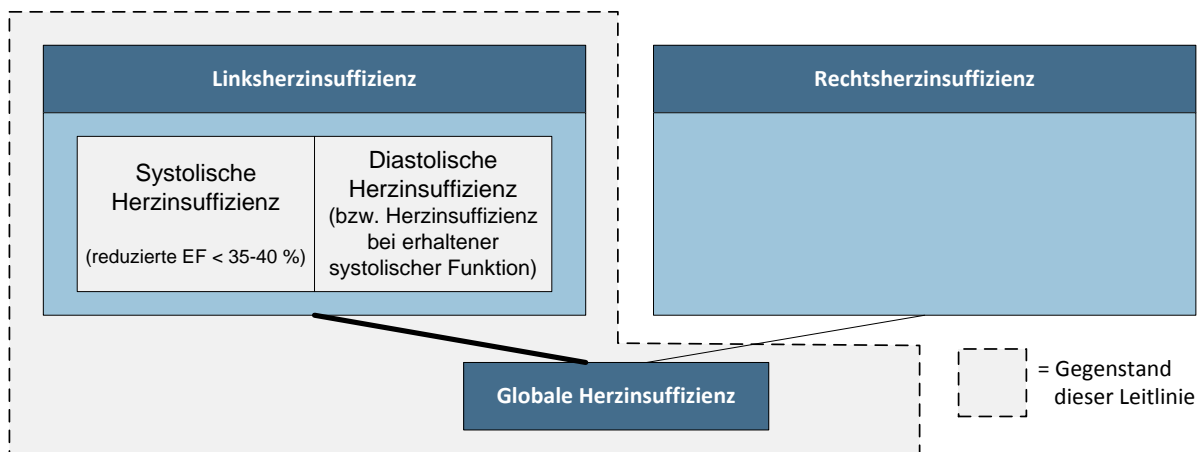 Linksherzinsuffizienz
Systolische
Herzinsuffizienz
(reduzierte EF < 35-40 %)
Diastolische
Herzinsuffizienz
(bzw. Herzinsuffizienz
bei erhaltener
systolischer Funktion)
Rechtsherzinsuffizienz
Globale Herzinsuffizienz
= Gegenstand
dieser Leitlinie